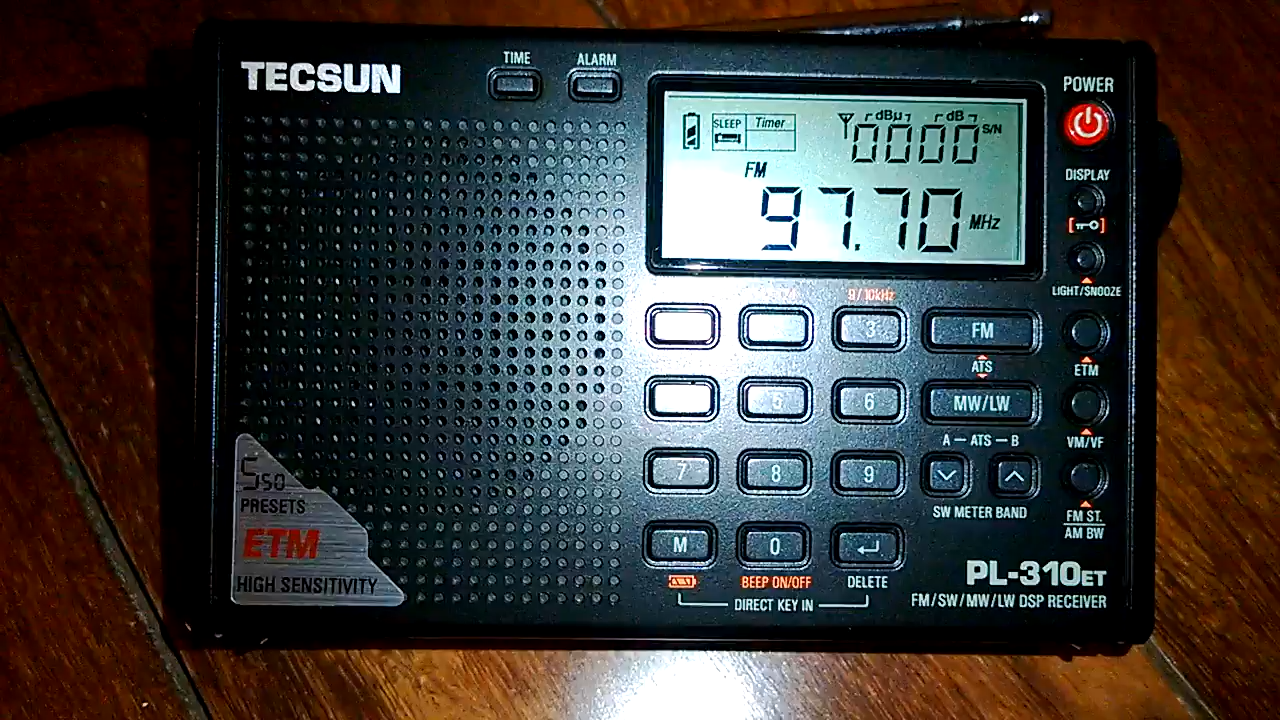 TECSUN
TIME
ALARM
POWER
SLEEP
Timer
dBµ
dB
0000
S/N
FM
97.70
MHz
DISPLAY
LIGHT/SNOOZE
9/10kHz
3
FM
ATS
ETM
5
6
MW/LW
A — ATS — B
VM/VF
7
8
9
SW METER BAND
FM ST.
AM BW
550
PRESETS
ETM
HIGH SENSITIVITY
M
0
BEEP ON/OFF
DELETE
DIRECT KEY IN
PL-310ET
FM/SW/MW/LW DSP RECEIVER